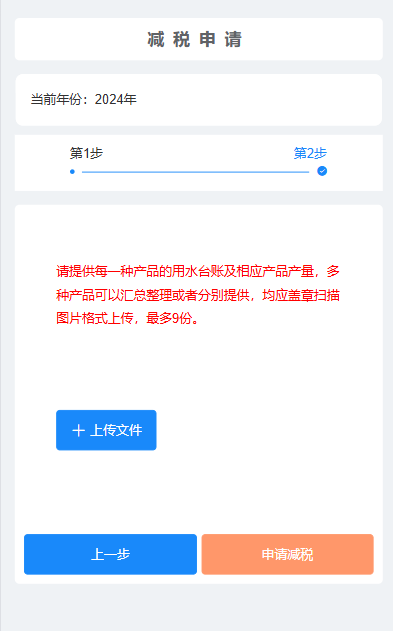 减税申请
当前年份：2024年
第1步
第2步
请提供每一种产品的用水台账及相应产品产量，多
种产品可以汇总整理或者分别提供，均应盖章扫描
图片格式上传，最多9份。
上传文件
上一步
申请减税